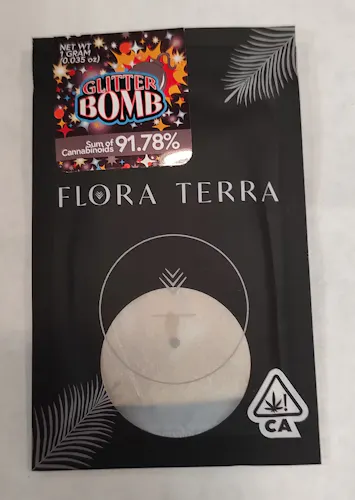 NET WT
1 GRAM
(0.035 oz)
GLITTER
BOMB
Sum of
Cannabinoids 91.78%
FLORA TERRA
!
CA